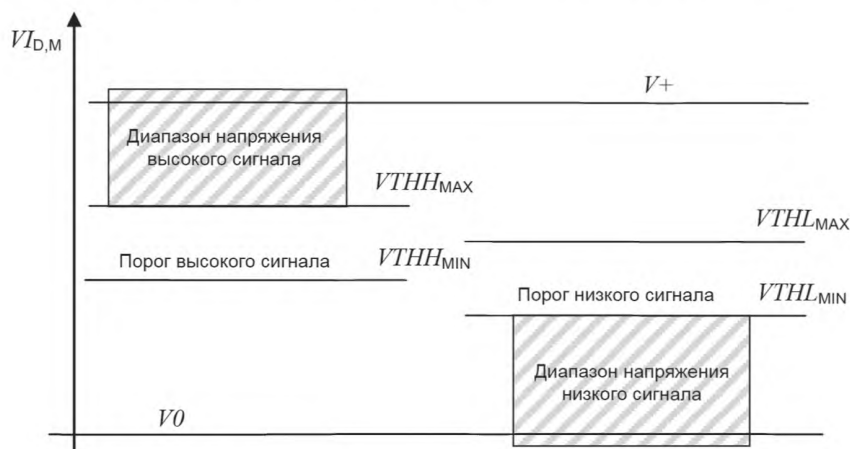 VI_D,M
V+
Диапазон напряжения
высокого сигнала
VTHH_MAX
VTHL_MAX
Порог высокого сигнала
VTHH_MIN
Порог низкого сигнала
VTHL_MIN
Диапазон напряжения
низкого сигнала
V0